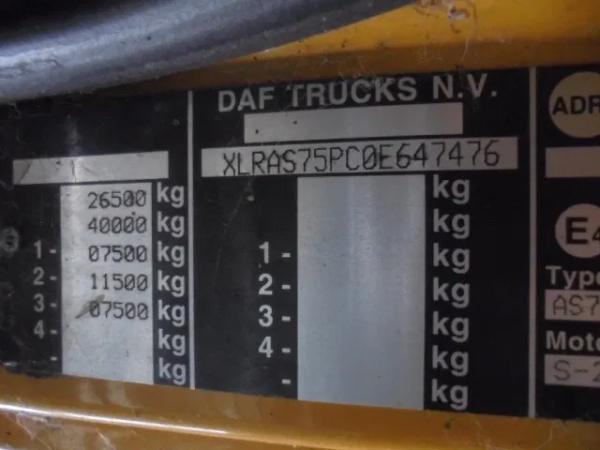 DAF TRUCKS N.V.
XLRAS75PC0E647476
26500 kg
40000 kg
1 - 07500 kg
2 - 11500 kg
3 - 07500 kg
4 - kg
- kg
kg
kg
1 - kg
2 - kg
3 - kg
4 - kg
- kg
ADR
E4
Type
AS7
Moto
S-2